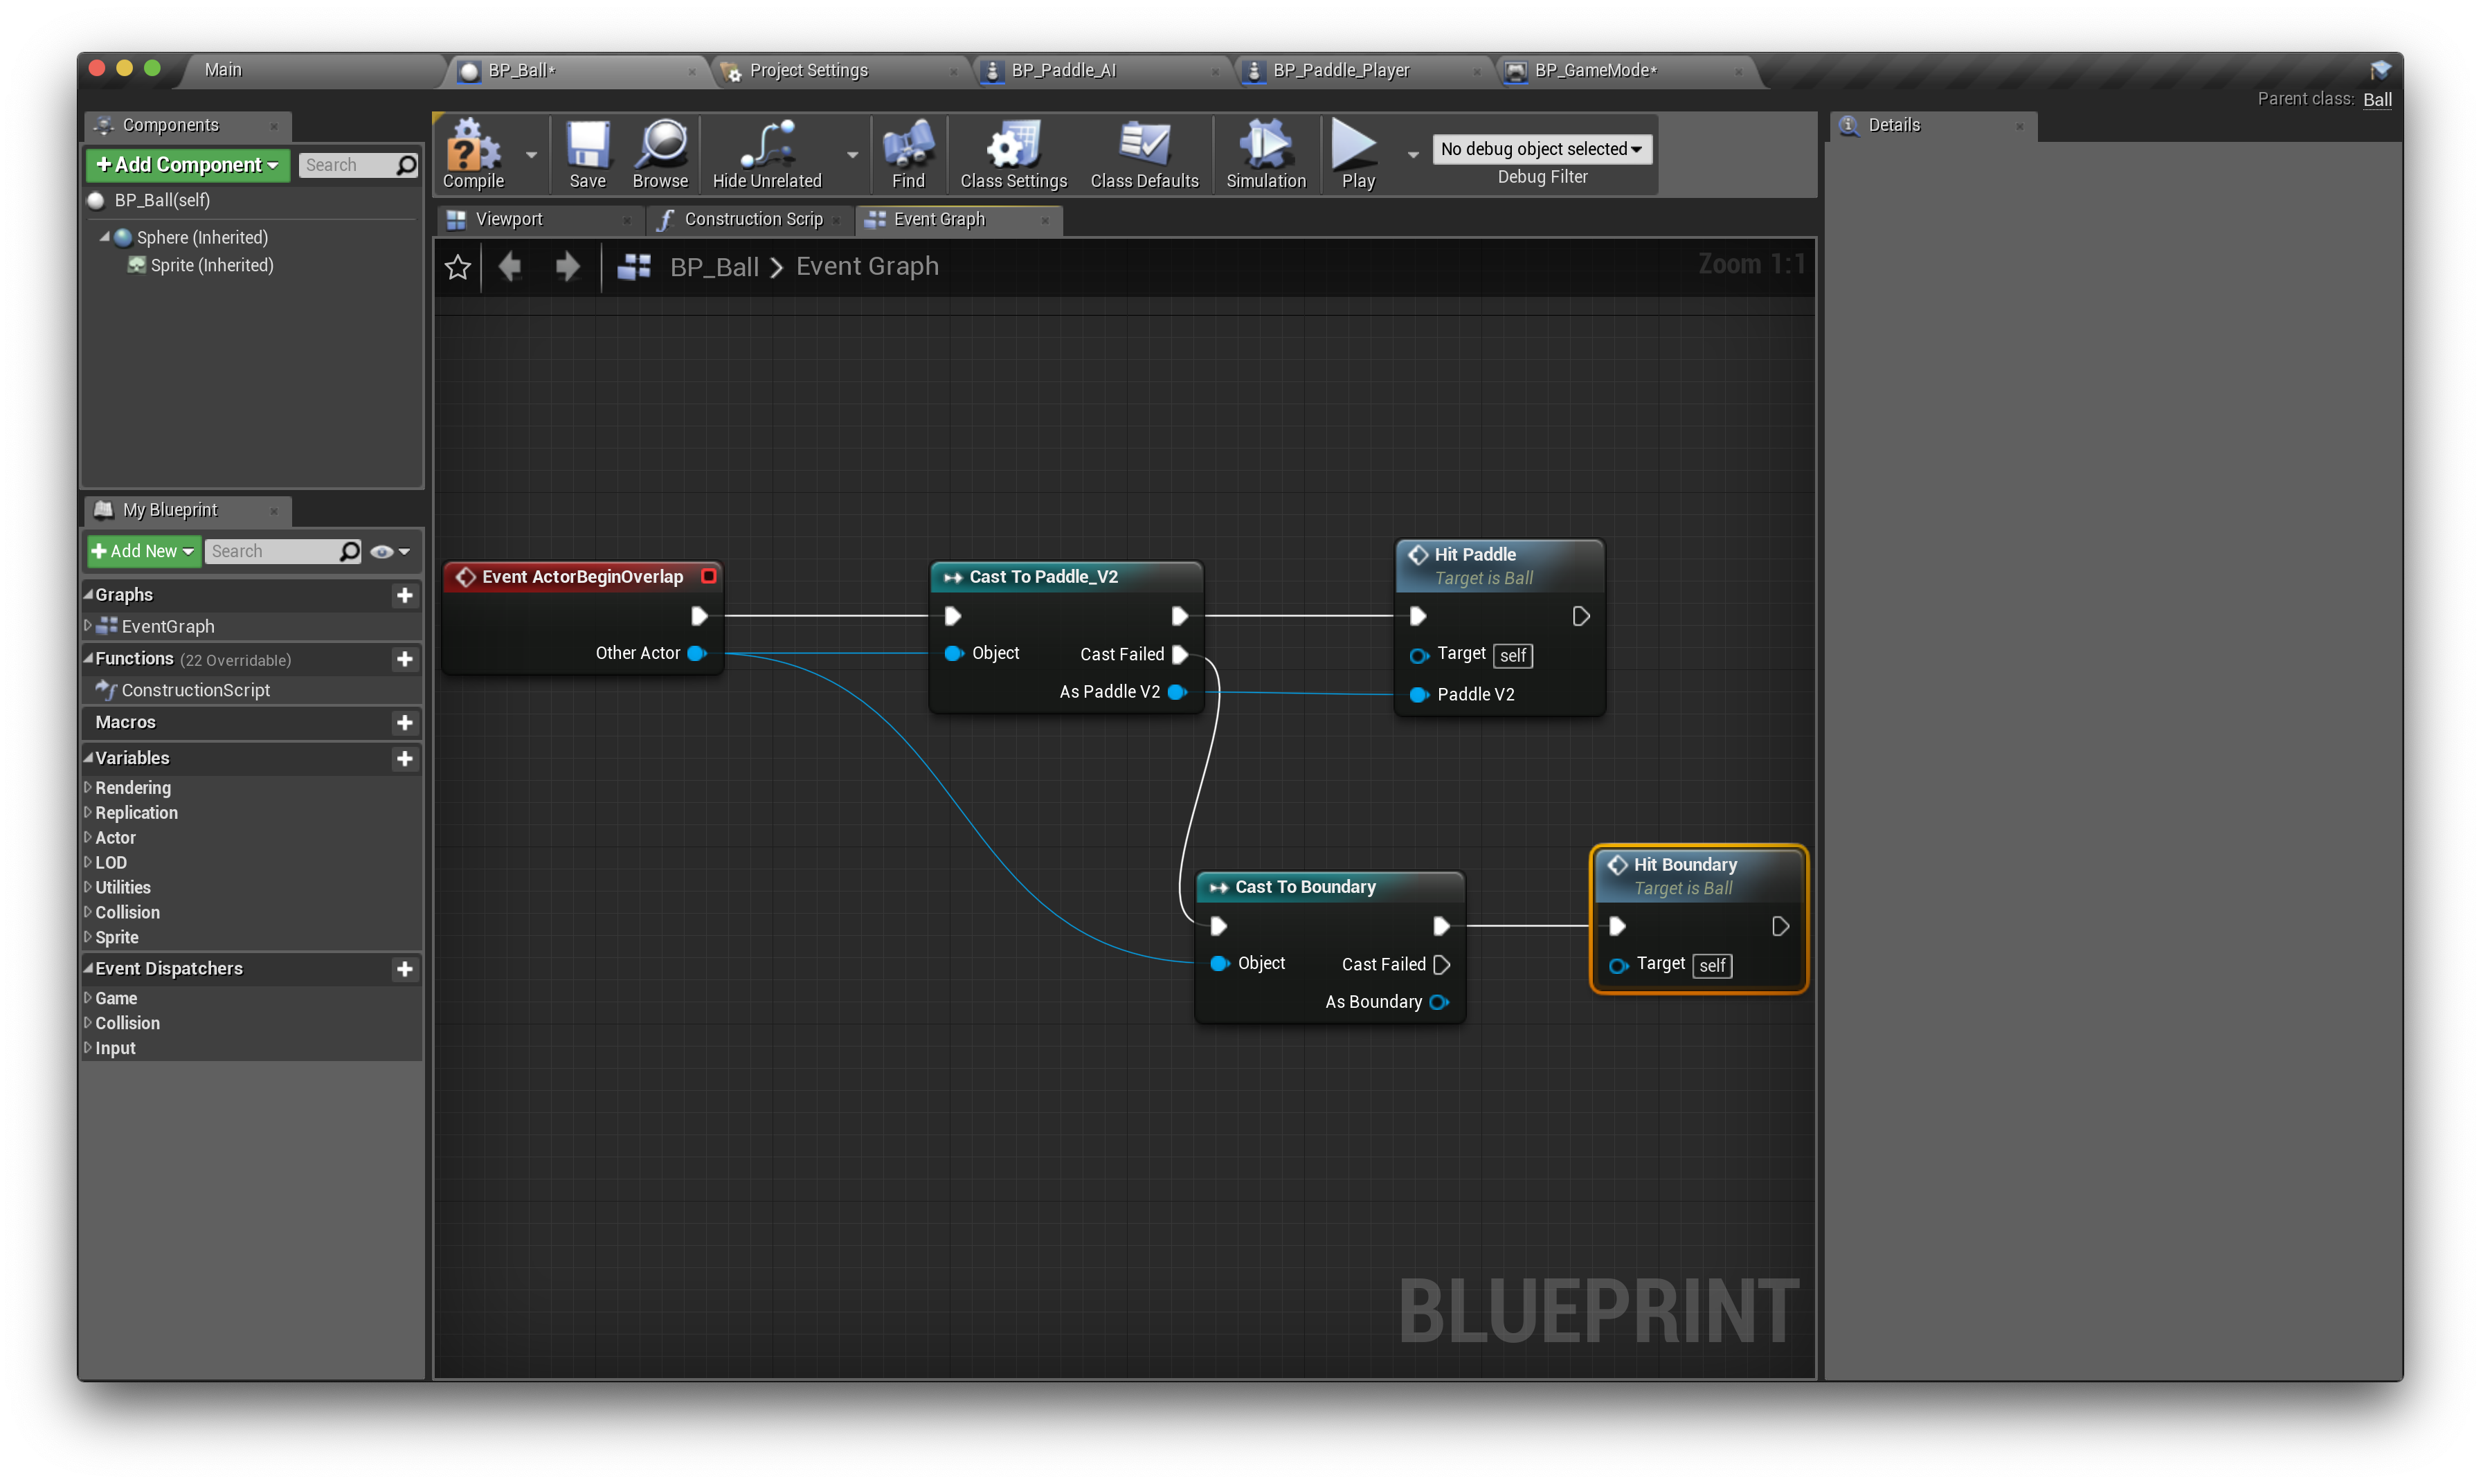 Main
BP_Ball*
Project Settings
BP_Paddle_AI
BP_Paddle_Player
BP_GameMode*
Parent class: Ball
Components
+Add Component
Search
BP_Ball(self)
Sphere (Inherited)
Sprite (Inherited)
My Blueprint
+Add New
Search
Graphs
EventGraph
Functions (22 Overridable)
ConstructionScript
Macros
Variables
Rendering
Replication
Actor
LOD
Utilities
Collision
Sprite
Event Dispatchers
Game
Collision
Input
Compile
Save
Browse
Hide Unrelated
Find
Class Settings
Class Defaults
Simulation
Play
No debug object selected
Debug Filter
Viewport
Construction Scrip
Event Graph
BP_Ball > Event Graph
Zoom 1:1
Event ActorBeginOverlap
Other Actor
Cast To Paddle_V2
Object
Cast Failed
As Paddle V2
Hit Paddle
Target is Ball
Target self
Paddle V2
Cast To Boundary
Object
Cast Failed
As Boundary
Hit Boundary
Target is Ball
Target self
BLUEPRINT
Details